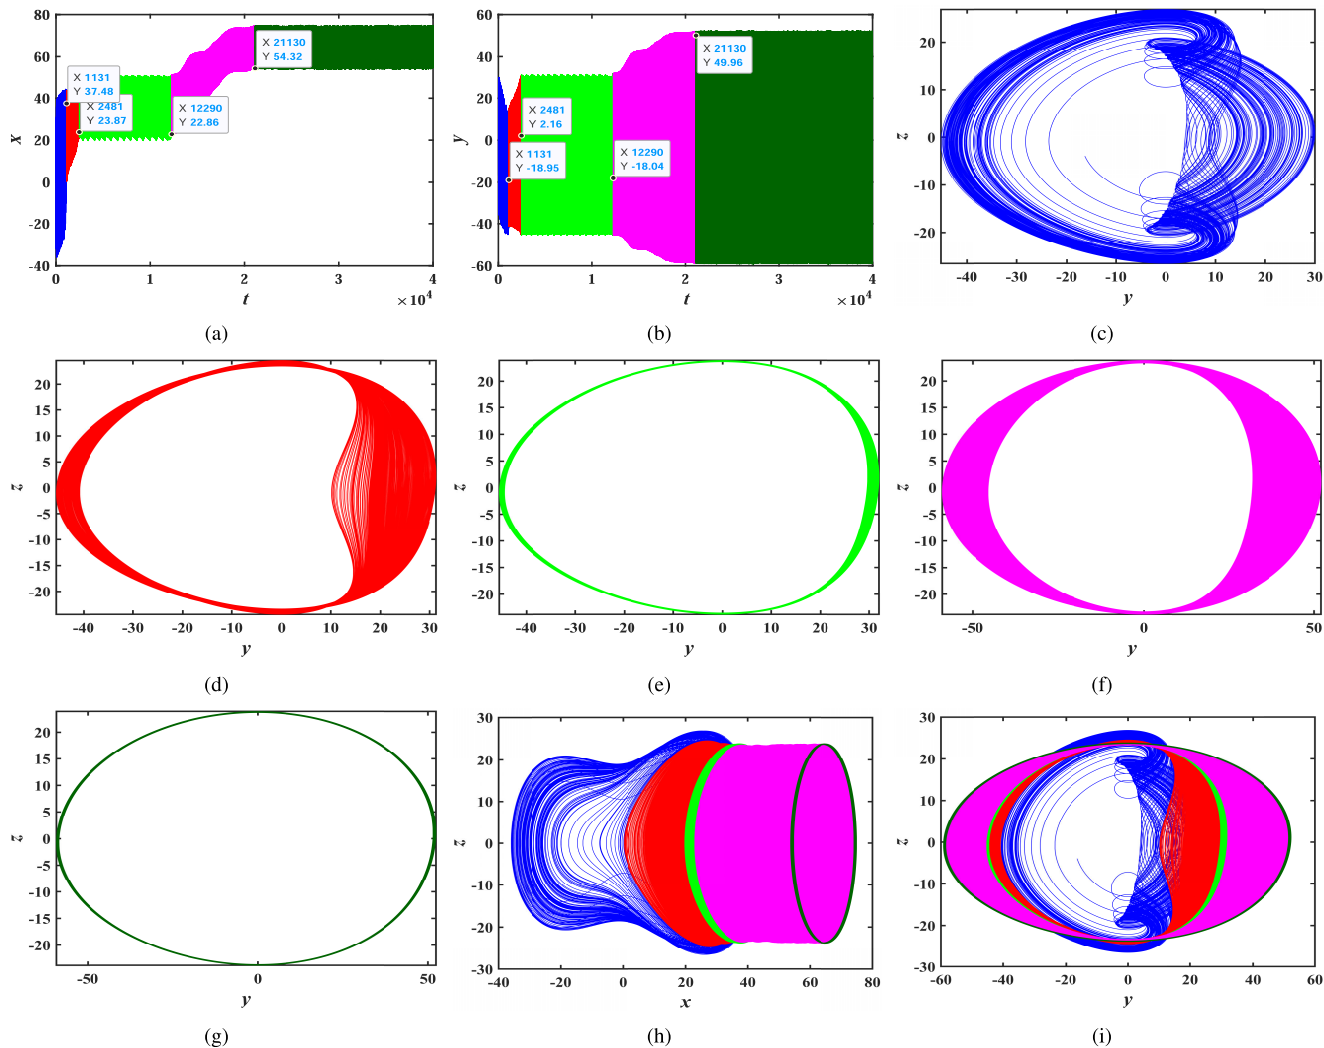 80
60
40
20
0
-20
-40
0
1
2
3
4
×10⁴
x
t
X 1131
Y 37.48
X 2481
Y 23.87
X 12290
Y 22.86
X 21130
Y 54.32
(a)
60
40
20
0
-20
-40
-60
0
1
2
3
4
×10⁴
y
t
X 21130
Y 49.96
X 2481
Y 2.16
X 1131
Y -18.95
X 12290
Y -18.04
(b)
20
10
0
-10
-20
-40
-30
-20
-10
0
10
20
30
z
y
(c)
20
15
10
5
0
-5
-10
-15
-20
-40
-30
-20
-10
0
10
20
30
z
y
(d)
20
15
10
5
0
-5
-10
-15
-20
-40
-30
-20
-10
0
10
20
30
z
y
(e)
20
15
10
5
0
-5
-10
-15
-20
-50
0
50
z
y
(f)
20
15
10
5
0
-5
-10
-15
-20
-50
0
50
z
y
(g)
30
20
10
0
-10
-20
-30
-40
-20
0
20
40
60
80
z
x
(h)
30
20
10
0
-10
-20
-30
-60
-40
-20
0
20
40
60
z
y
(i)